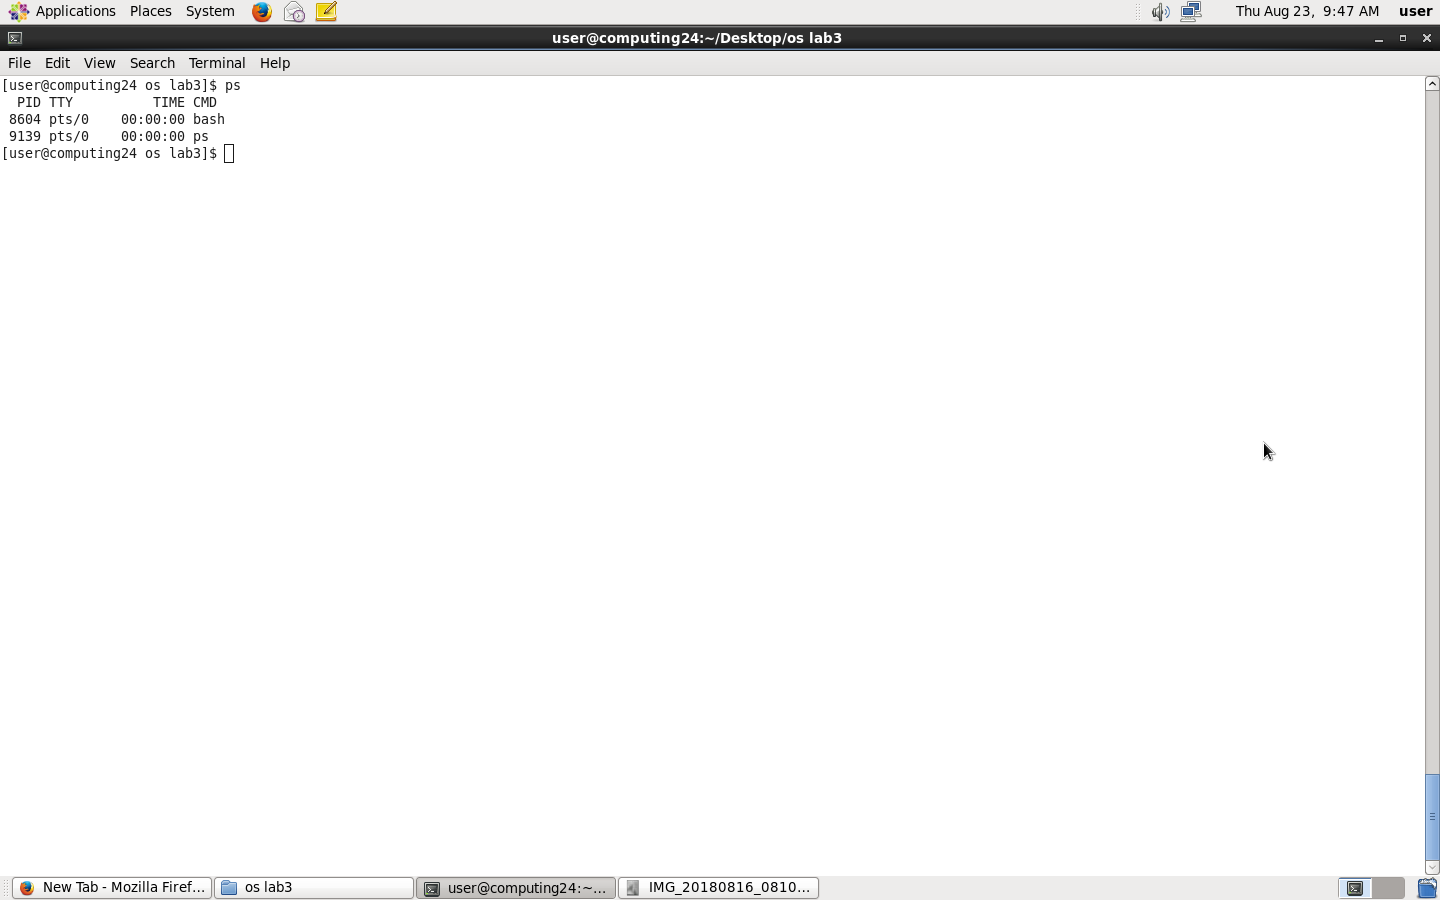 Applications Places System Thu Aug 23, 9:47 AM user
user@computing24:~/Desktop/os lab3
File Edit View Search Terminal Help
[user@computing24 os lab3]$ ps
  PID TTY          TIME CMD
 8604 pts/0    00:00:00 bash
 9139 pts/0    00:00:00 ps
[user@computing24 os lab3]$
New Tab - Mozilla Firef... os lab3 user@computing24:~... IMG_20180816_0810...